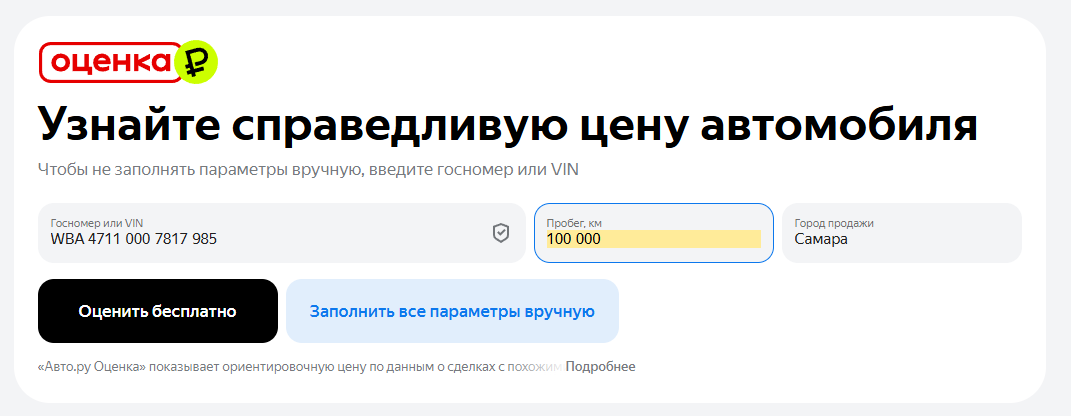 оценка ₽
Узнайте справедливую цену автомобиля
Чтобы не заполнять параметры вручную, введите госномер или VIN
Госномер или VIN
WBA 4711 000 7817 985
Пробег, км
100 000
Город продажи
Самара
Оценить бесплатно
Заполнить все параметры вручную
«Авто.ру Оценка» показывает ориентировочную цену по данным о сделках с похожим Подробнее